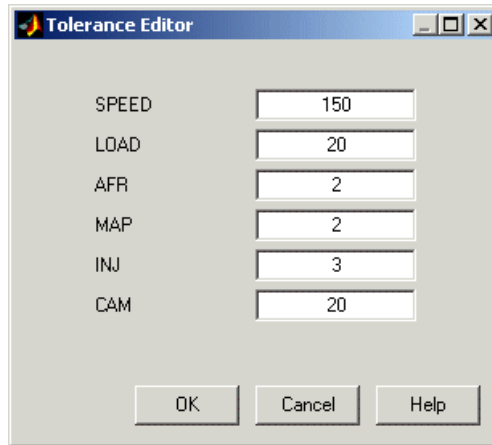 Tolerance Editor
SPEED 150
LOAD 20
AFR 2
MAP 2
INJ 3
CAM 20
OK Cancel Help